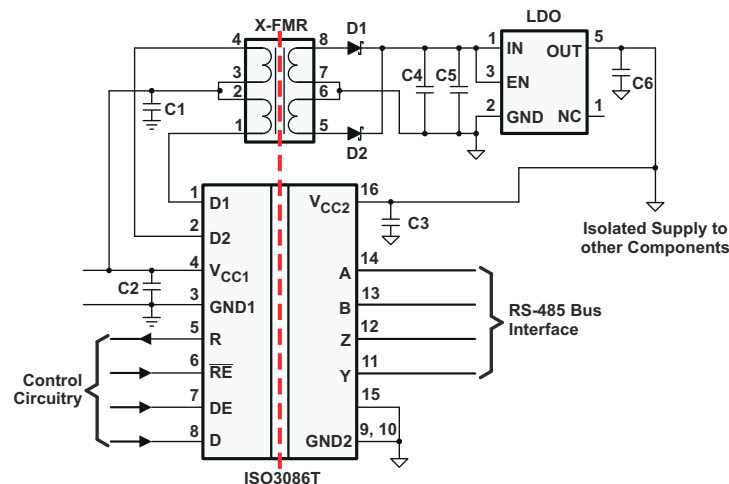 X-FMR
D1
LDO
4
8
1
IN
OUT
5
3
7
3
EN
2
6
C1
C4
C5
C6
2
GND
NC
1
1
5
D2
1
D1
16
VCC2
C3
2
D2
Isolated Supply to
other Components
4
VCC1
14
A
C2
3
GND1
13
B
RS-485 Bus
Interface
5
R
12
Z
Control
Circuitry
6
RE
11
Y
7
DE
15
8
D
9, 10
GND2
ISO3086T